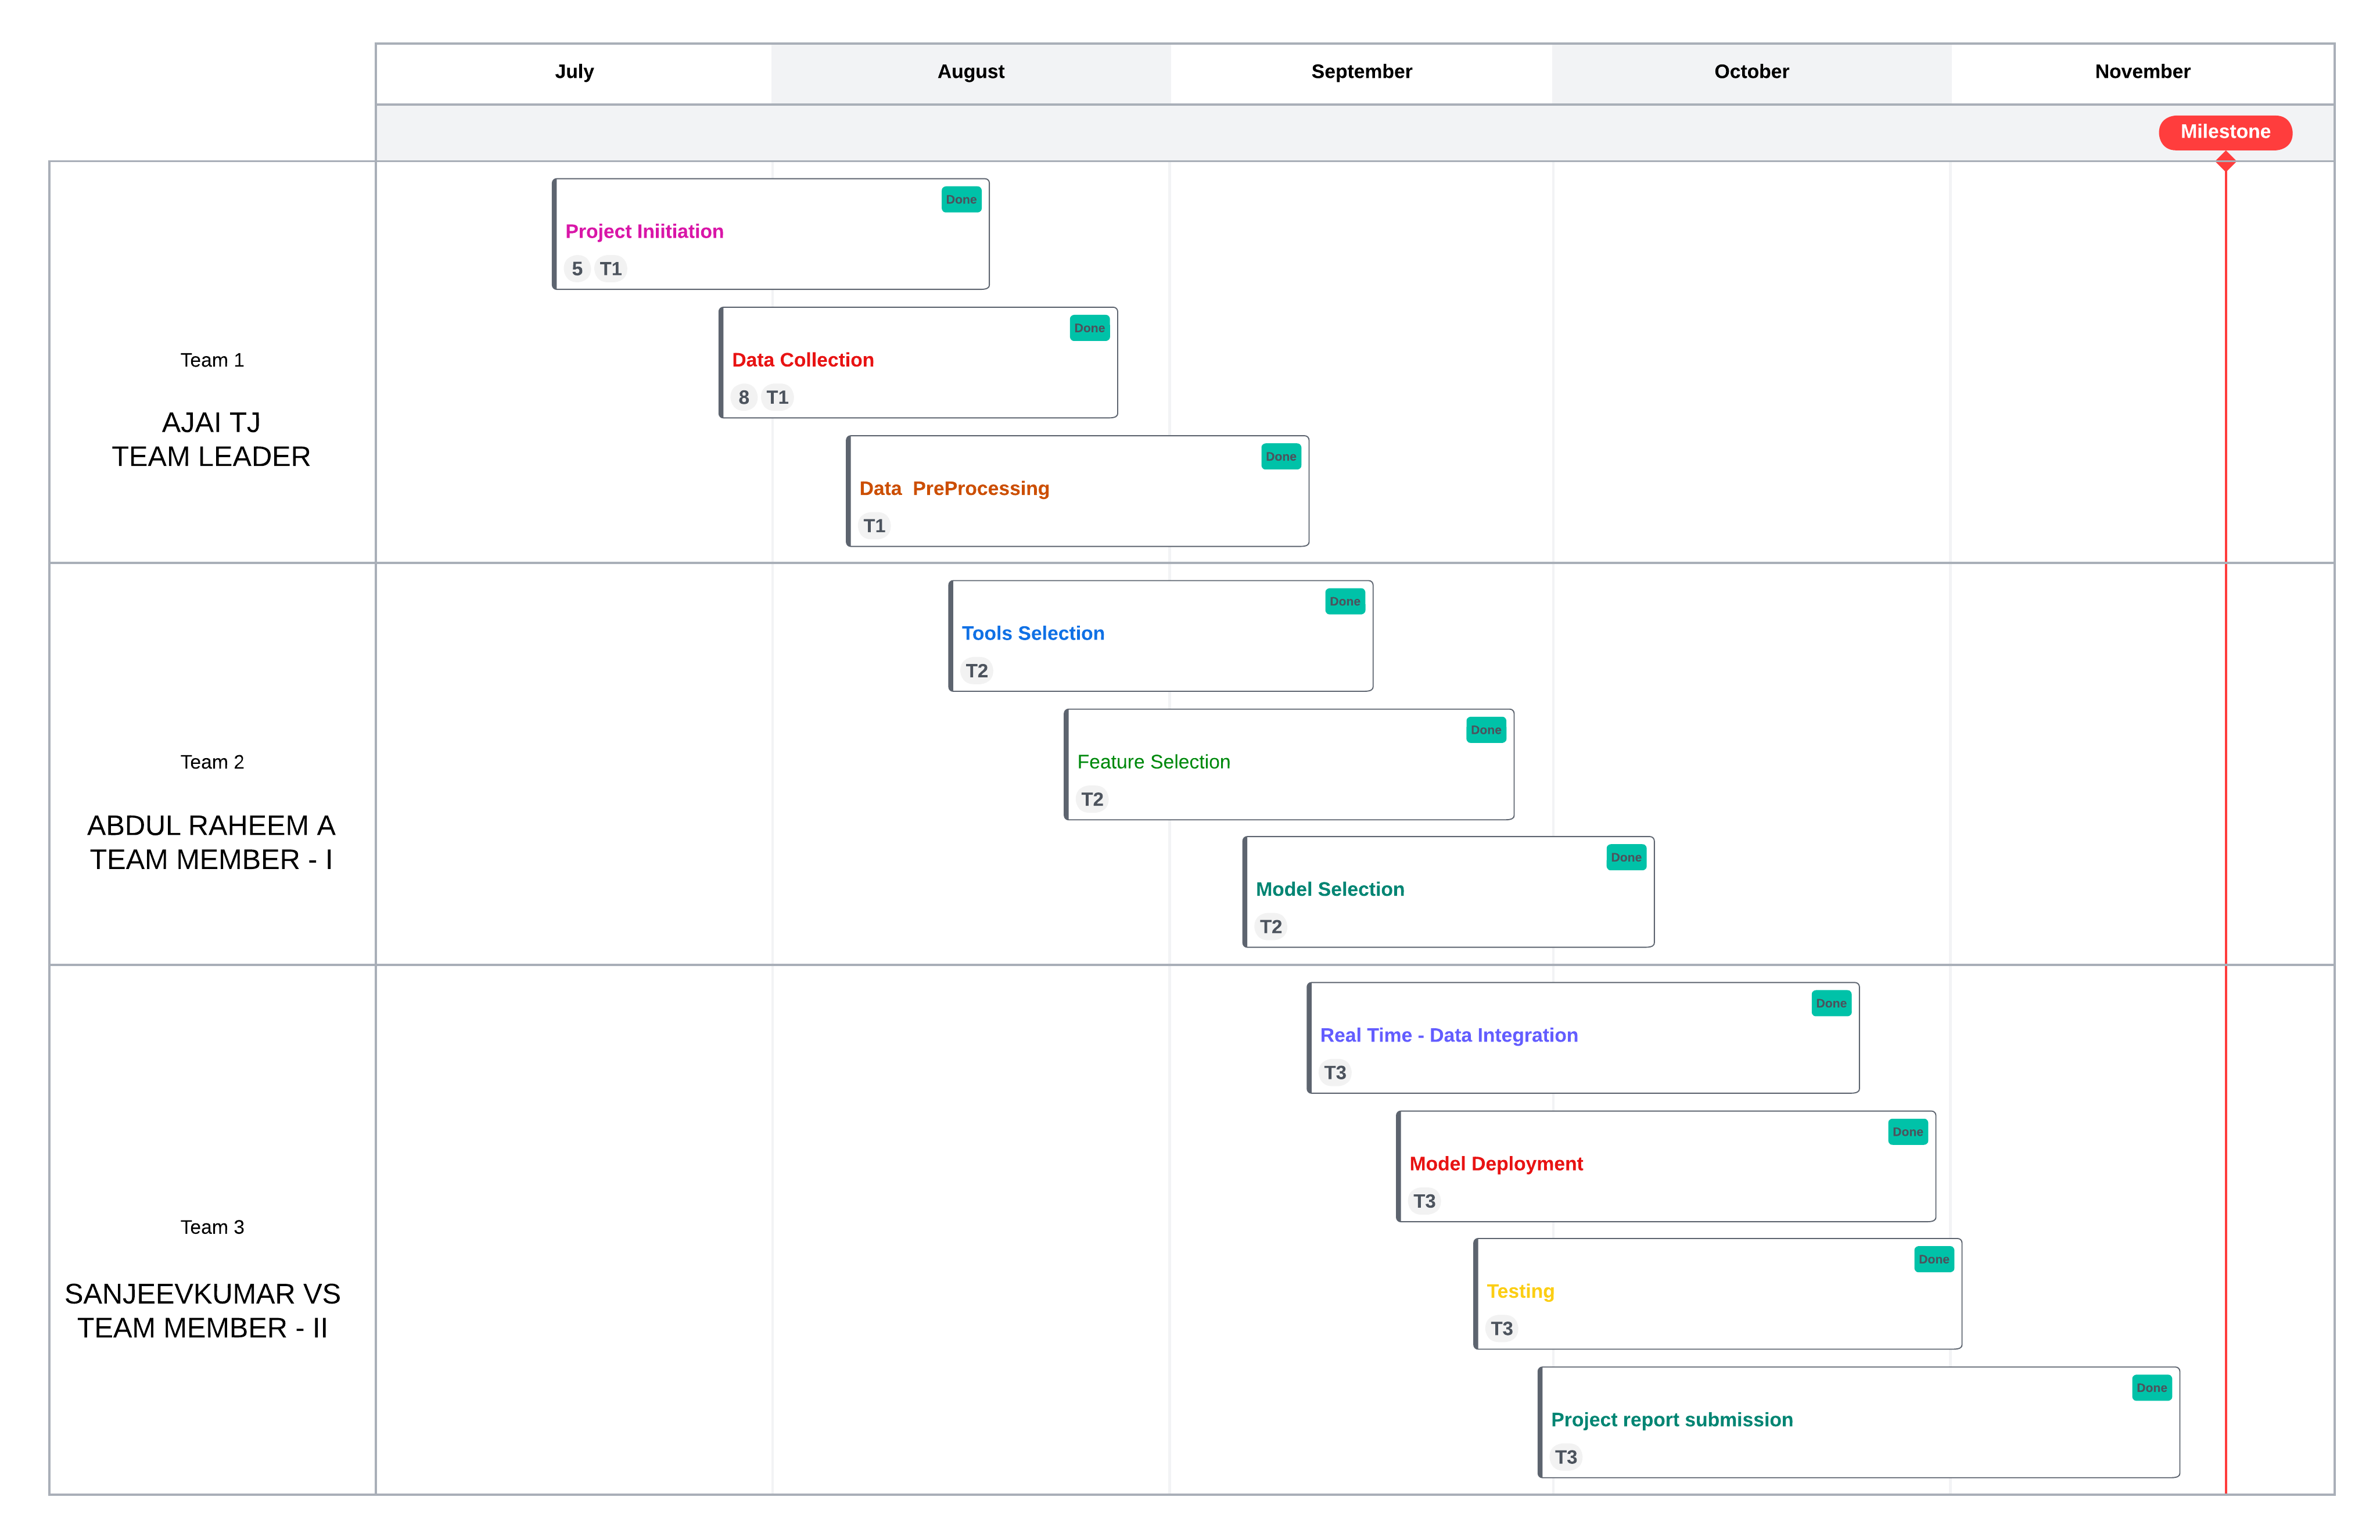 July August September October November
Milestone
Done
Project Iniitiation
5 T1
Done
Data Collection
8 T1
Done
Data  PreProcessing
T1
Team 1
AJAI TJ
TEAM LEADER
Done
Tools Selection
T2
Done
Feature Selection
T2
Done
Model Selection
T2
Team 2
ABDUL RAHEEM A
TEAM MEMBER - I
Done
Real Time - Data Integration
T3
Done
Model Deployment
T3
Done
Testing
T3
Done
Project report submission
T3
Team 3
SANJEEVKUMAR VS
TEAM MEMBER - II